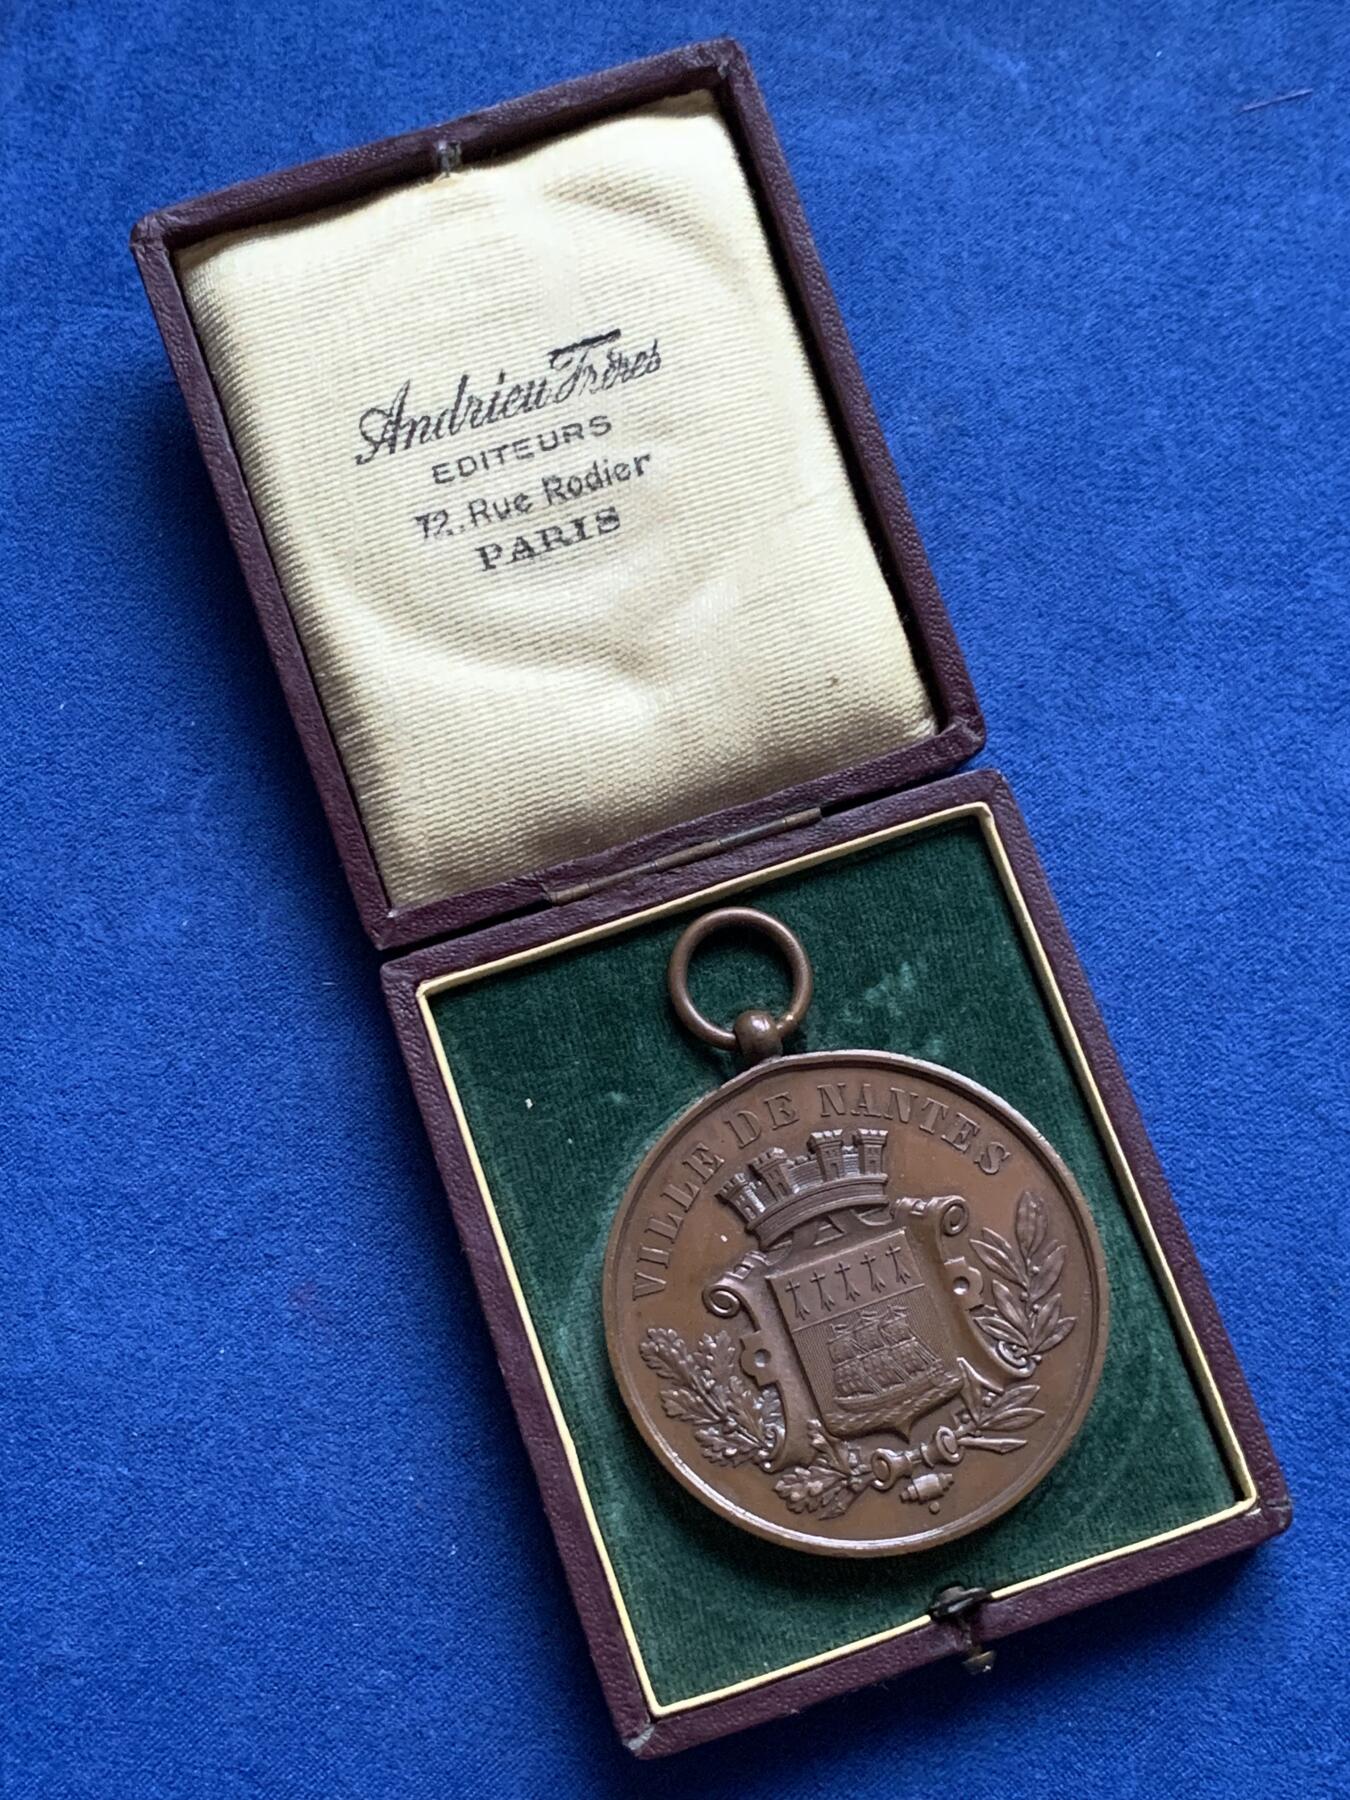 Andrieu Frères
EDITEURS
72. Rue Rodier
PARIS
VILLE DE NANTES